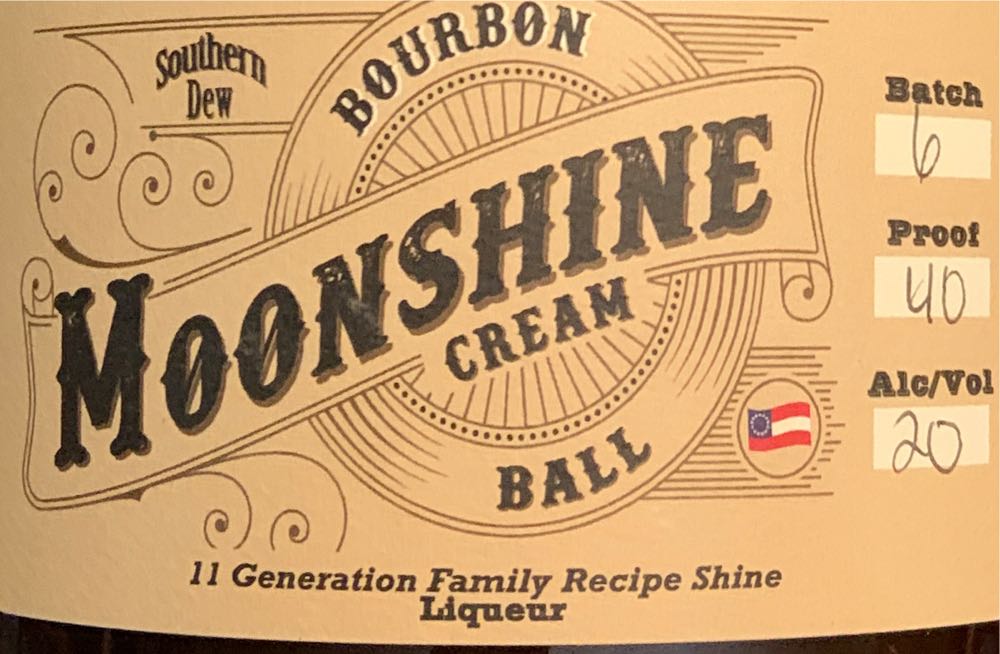 Southern
Dew
BOURBON
MOONSHINE
CREAM
BALL
Batch
6
Proof
40
Alc/Vol
20
11 Generation Family Recipe Shine
Liqueur